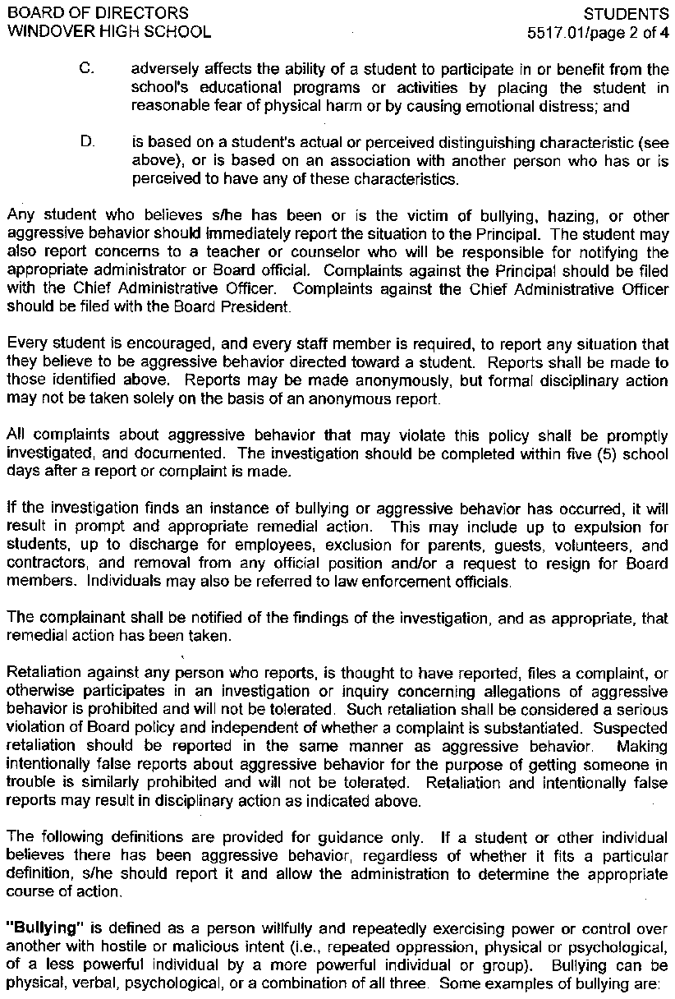 BOARD OF DIRECTORS STUDENTS
WINDOVER HIGH SCHOOL 5517.01/page 2 of 4
C. adversely affects the ability of a student to participate in or benefit from the
school's educational programs or activities by placing the student in
reasonable fear of physical harm or by causing emotional distress; and
D. is based on a student's actual or perceived distinguishing characteristic (see
above), or is based on an association with another person who has or is
perceived to have any of these characteristics.
Any student who believes s/he has been or is the victim of bullying, hazing, or other
aggressive behavior should immediately report the situation to the Principal. The student may
also report concerns to a teacher or counselor who will be responsible for notifying the
appropriate administrator or Board official. Complaints against the Principal should be filed
with the Chief Administrative Officer. Complaints against the Chief Administrative Officer
should be filed with the Board President.
Every student is encouraged, and every staff member is required, to report any situation that
they believe to be aggressive behavior directed toward a student. Reports shall be made to
those identified above. Reports may be made anonymously, but formal disciplinary action
may not be taken solely on the basis of an anonymous report.
All complaints about aggressive behavior that may violate this policy shall be promptly
investigated, and documented. The investigation should be completed within five (5) school
days after a report or complaint is made.
If the investigation finds an instance of bullying or aggressive behavior has occurred, it will
result in prompt and appropriate remedial action. This may include up to expulsion for
students, up to discharge for employees, exclusion for parents, guests, volunteers, and
contractors, and removal from any official position and/or a request to resign for Board
members. Individuals may also be referred to law enforcement officials.
The complainant shall be notified of the findings of the investigation, and as appropriate, that
remedial action has been taken.
Retaliation against any person who reports, is thought to have reported, files a complaint, or
otherwise participates in an investigation or inquiry concerning allegations of aggressive
behavior is prohibited and will not be tolerated. Such retaliation shall be considered a serious
violation of Board policy and independent of whether a complaint is substantiated. Suspected
retaliation should be reported in the same manner as aggressive behavior. Making
intentionally false reports about aggressive behavior for the purpose of getting someone in
trouble is similarly prohibited and will not be tolerated. Retaliation and intentionally false
reports may result in disciplinary action as indicated above.
The following definitions are provided for guidance only. If a student or other individual
believes there has been aggressive behavior, regardless of whether it fits a particular
definition, s/he should report it and allow the administration to determine the appropriate
course of action.
"Bullying" is defined as a person willfully and repeatedly exercising power or control over
another with hostile or malicious intent (i.e., repeated oppression, physical or psychological,
of a less powerful individual by a more powerful individual or group). Bullying can be
physical, verbal, psychological, or a combination of all three. Some examples of bullying are: